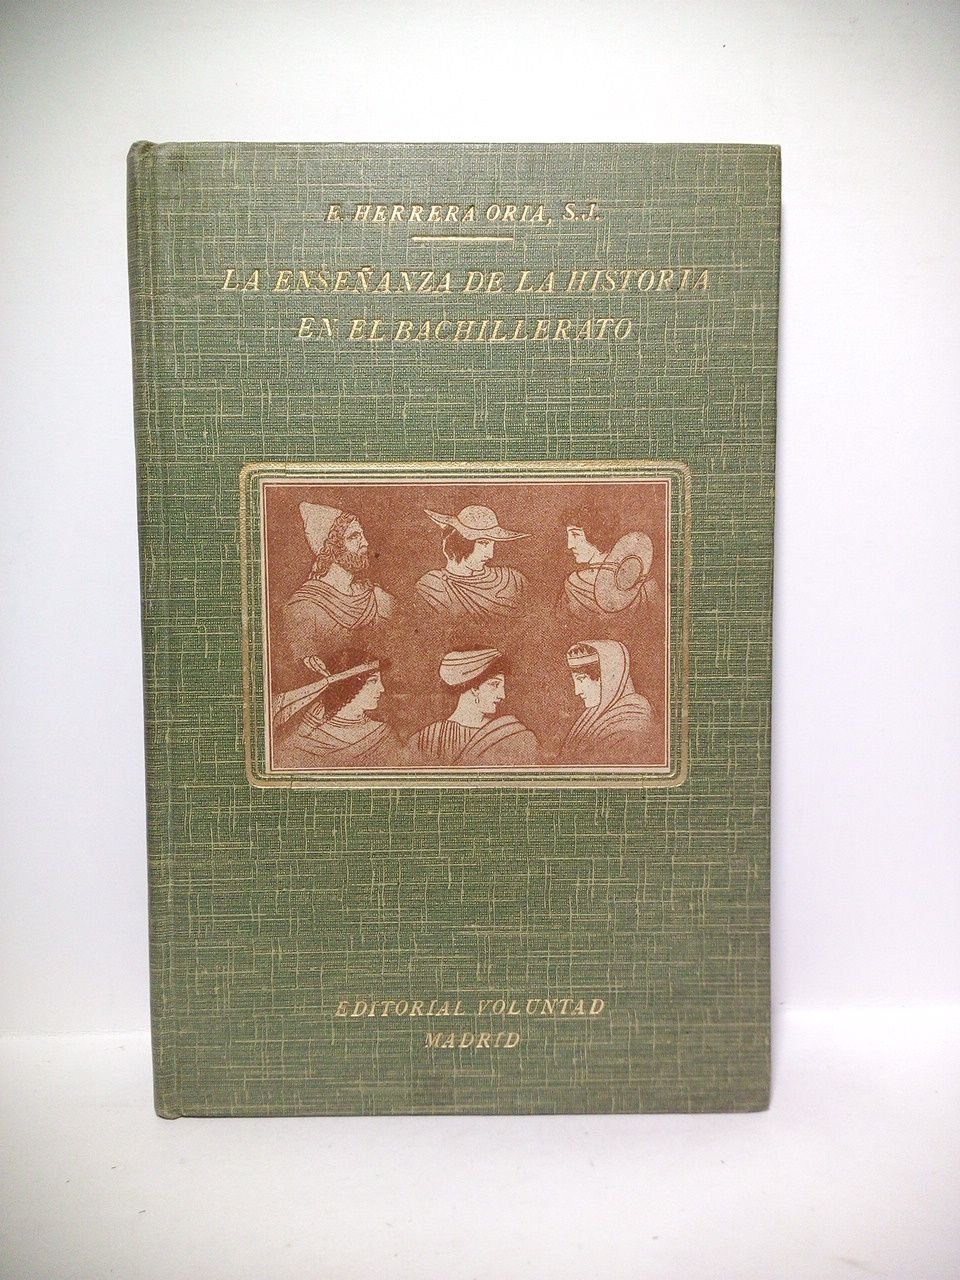 E. HERRERA ORIA, S.J.
LA ENSEÑANZA DE LA HISTORIA
EN EL BACHILLERATO
EDITORIAL VOLUNTAD
MADRID